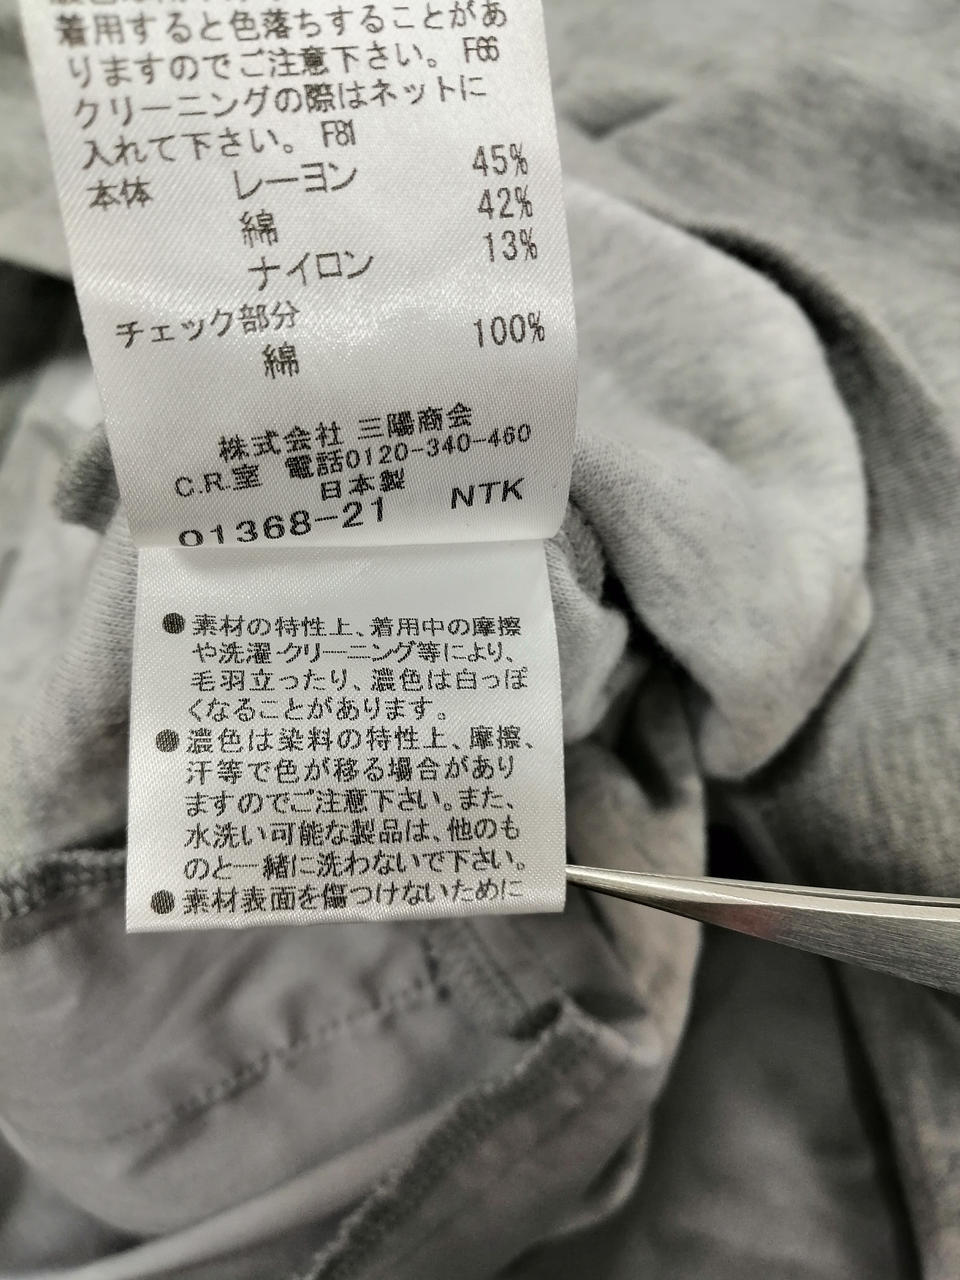 着用すると色落ちすることがあ
りますのでご注意下さい。 F66
クリーニングの際はネットに
入れて下さい。 F81
本体 レーヨン 45%
綿 42%
ナイロン 13%
チェック部分
綿 100%
株式会社 三陽商会
C.R.室 電話0120-340-460
日本製
01368-21 NTK
●素材の特性上、着用中の摩擦
や洗濯・クリーニング等により、
毛羽立ったり、濃色は白っぽ
くなることがあります。
●濃色は染料の特性上、摩擦、
汗等で色が移る場合があり
ますのでご注意下さい。また、
水洗い可能な製品は、他のも
のと一緒に洗わないで下さい。
●素材表面を傷つけないために